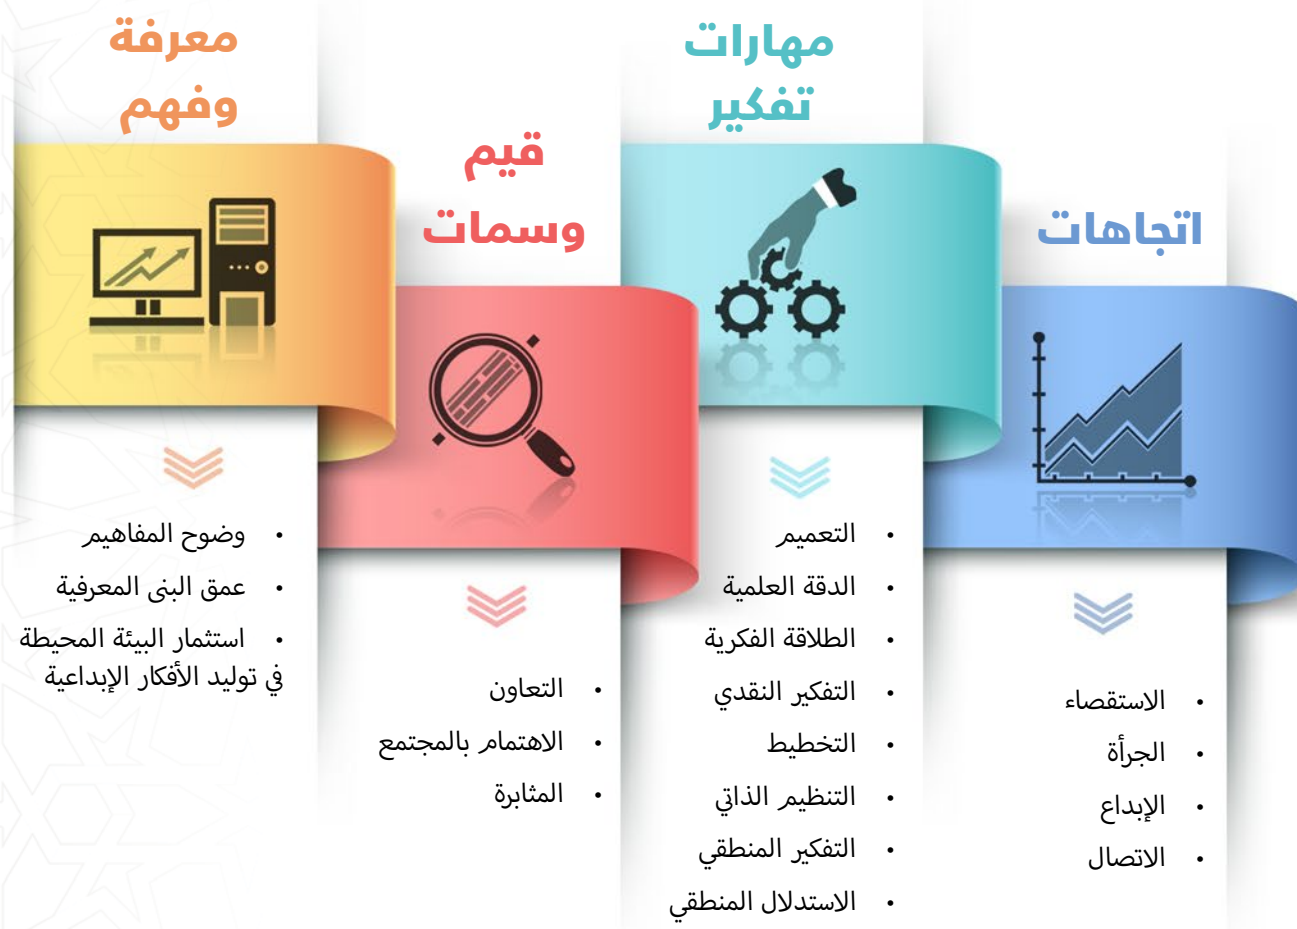 اتجاهات
• الاستقصاء
• الجرأة
• الإبداع
• الاتصال
مهارات
تفكير
• التعميم
• الدقة العلمية
• الطلاقة الفكرية
• التفكير النقدي
• التخطيط
• التنظيم الذاتي
• التفكير المنطقي
• الاستدلال المنطقي
قيم
وسمات
• التعاون
• الاهتمام بالمجتمع
• المثابرة
معرفة
وفهم
• وضوح المفاهيم
• عمق البنى المعرفية
• استثمار البيئة المحيطة
في توليد الأفكار الإبداعية